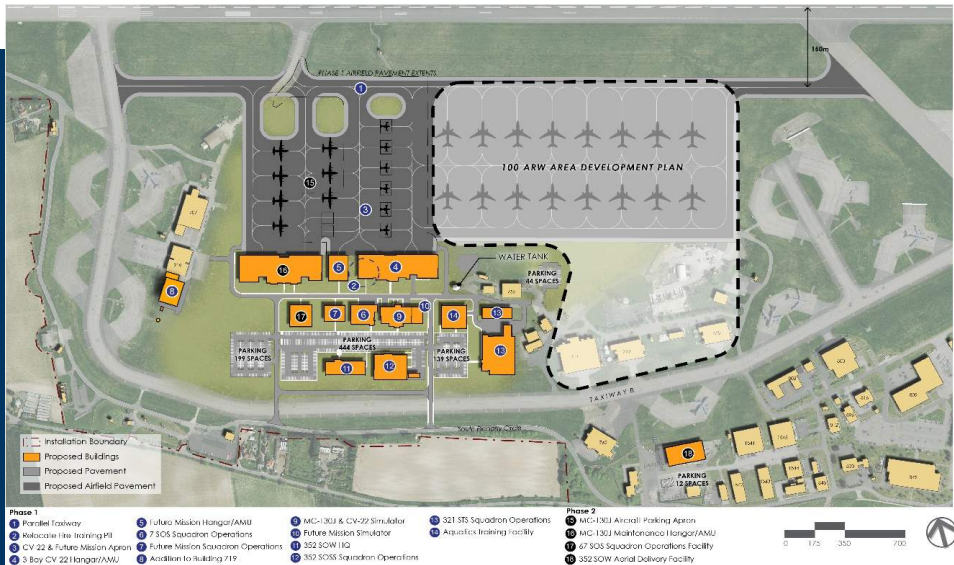 160m
PHASE 1 AIRFIELD PAVEMENT EXTENTS
1
100 ARW AREA DEVELOPMENT PLAN
15
3
WATER TANK
16
5
4
PARKING
44 SPACES
2
8
10
17
7
6
9
14
13
PARKING
444 SPACES
PARKING
199 SPACES
PARKING
139 SPACES
13
11
12
TAXIWAY B
18
PARKING
12 SPACES
Installation Boundary
Proposed Buildings
Proposed Pavement
Proposed Airfield Pavement
Phase 1
1 Parallel Taxiway
2 Relocate Fire Training Pit
3 CV 22 & Future Mission Apron
4 3 Bay CV 22 Hangar/AMU
5 Future Mission Hangar/AMU
6 7 SOS Squadron Operations
7 Future Mission Squadron Operations
8 Addition to Building 719
9 MC-130J & CV-22 Simulator
10 Future Mission Simulator
11 352 SOW HQ
12 352 SOSS Squadron Operations
13 321 STS Squadron Operations
14 Aquatics Training Facility
Phase 2
15 MC-130J Aircraft Parking Apron
16 MC-130J Maintenance Hangar/AMU
17 67 SOS Squadron Operations Facility
18 352 SOW Aerial Delivery Facility
0 175 350 700